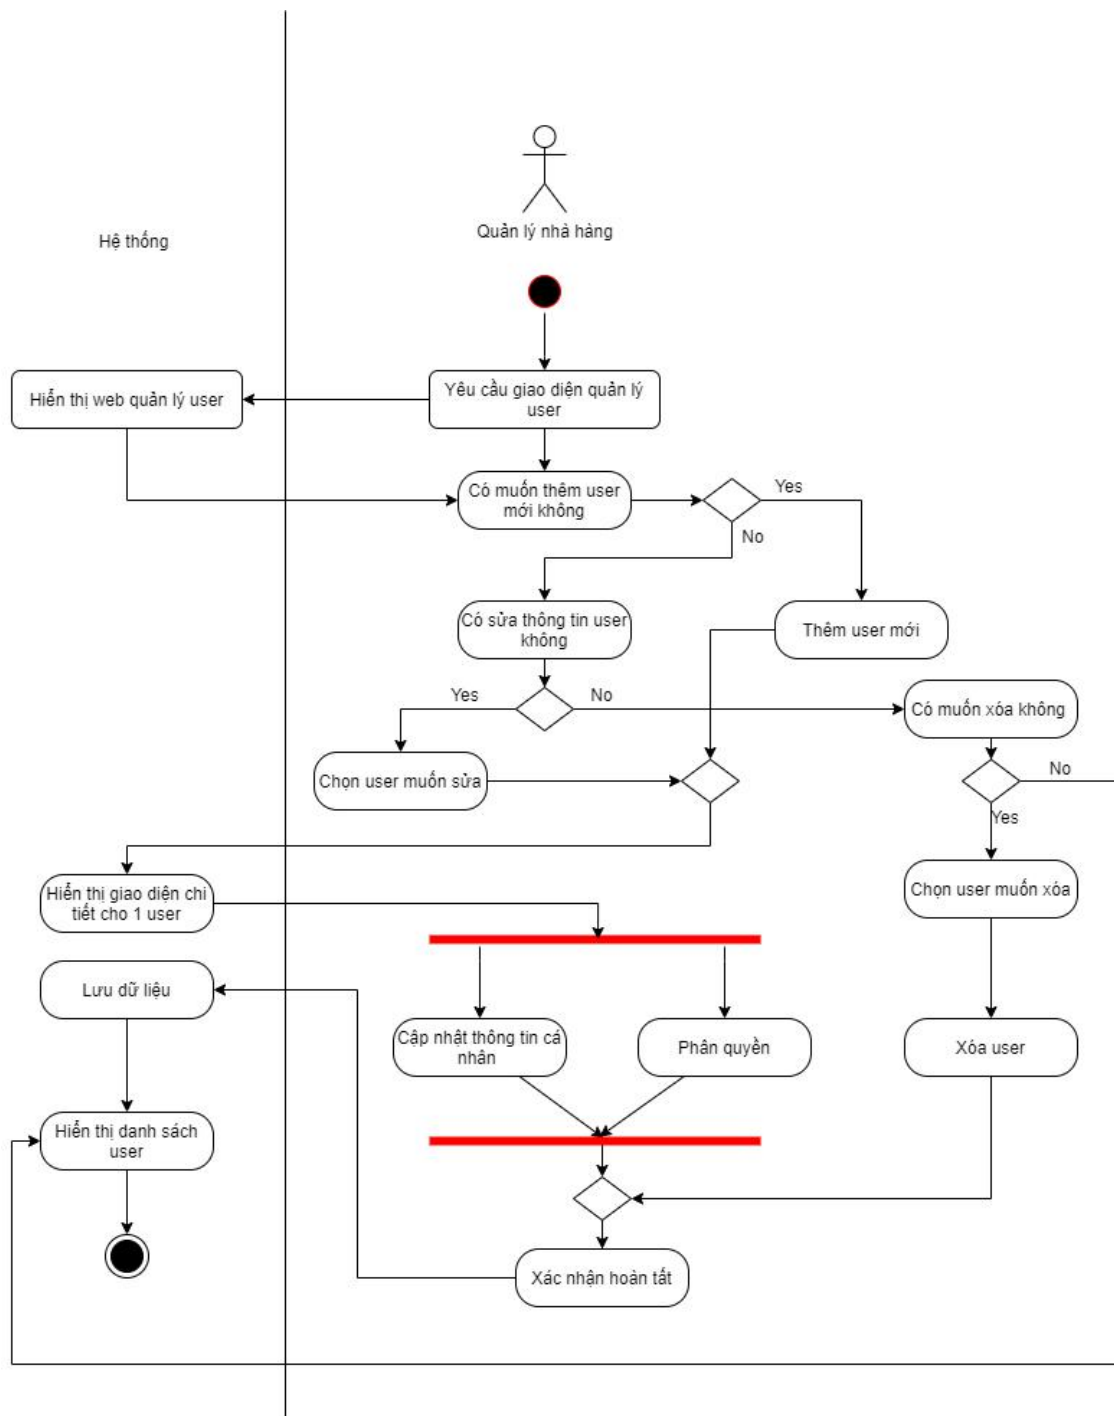 Quản lý nhà hàng
Hệ thống
Hiển thị web quản lý user
Yêu cầu giao diện quản lý
user
Có muốn thêm user
mới không
Yes
No
Có sửa thông tin user
không
Thêm user mới
Yes
No
Có muốn xóa không
Chọn user muốn sửa
No
Yes
Hiển thị giao diện chi
tiết cho 1 user
Chọn user muốn xóa
Lưu dữ liệu
Cập nhật thông tin cá
nhân
Phân quyền
Xóa user
Hiển thị danh sách
user
Xác nhận hoàn tất